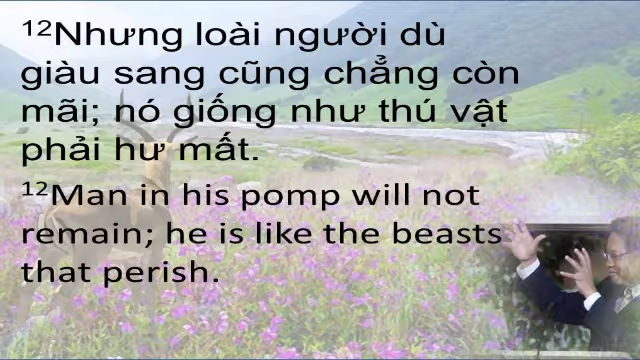 ¹²Nhưng loài người dù
giàu sang cũng chẳng còn
mãi; nó giống như thú vật
phải hư mất.
¹²Man in his pomp will not
remain; he is like the beasts
that perish.